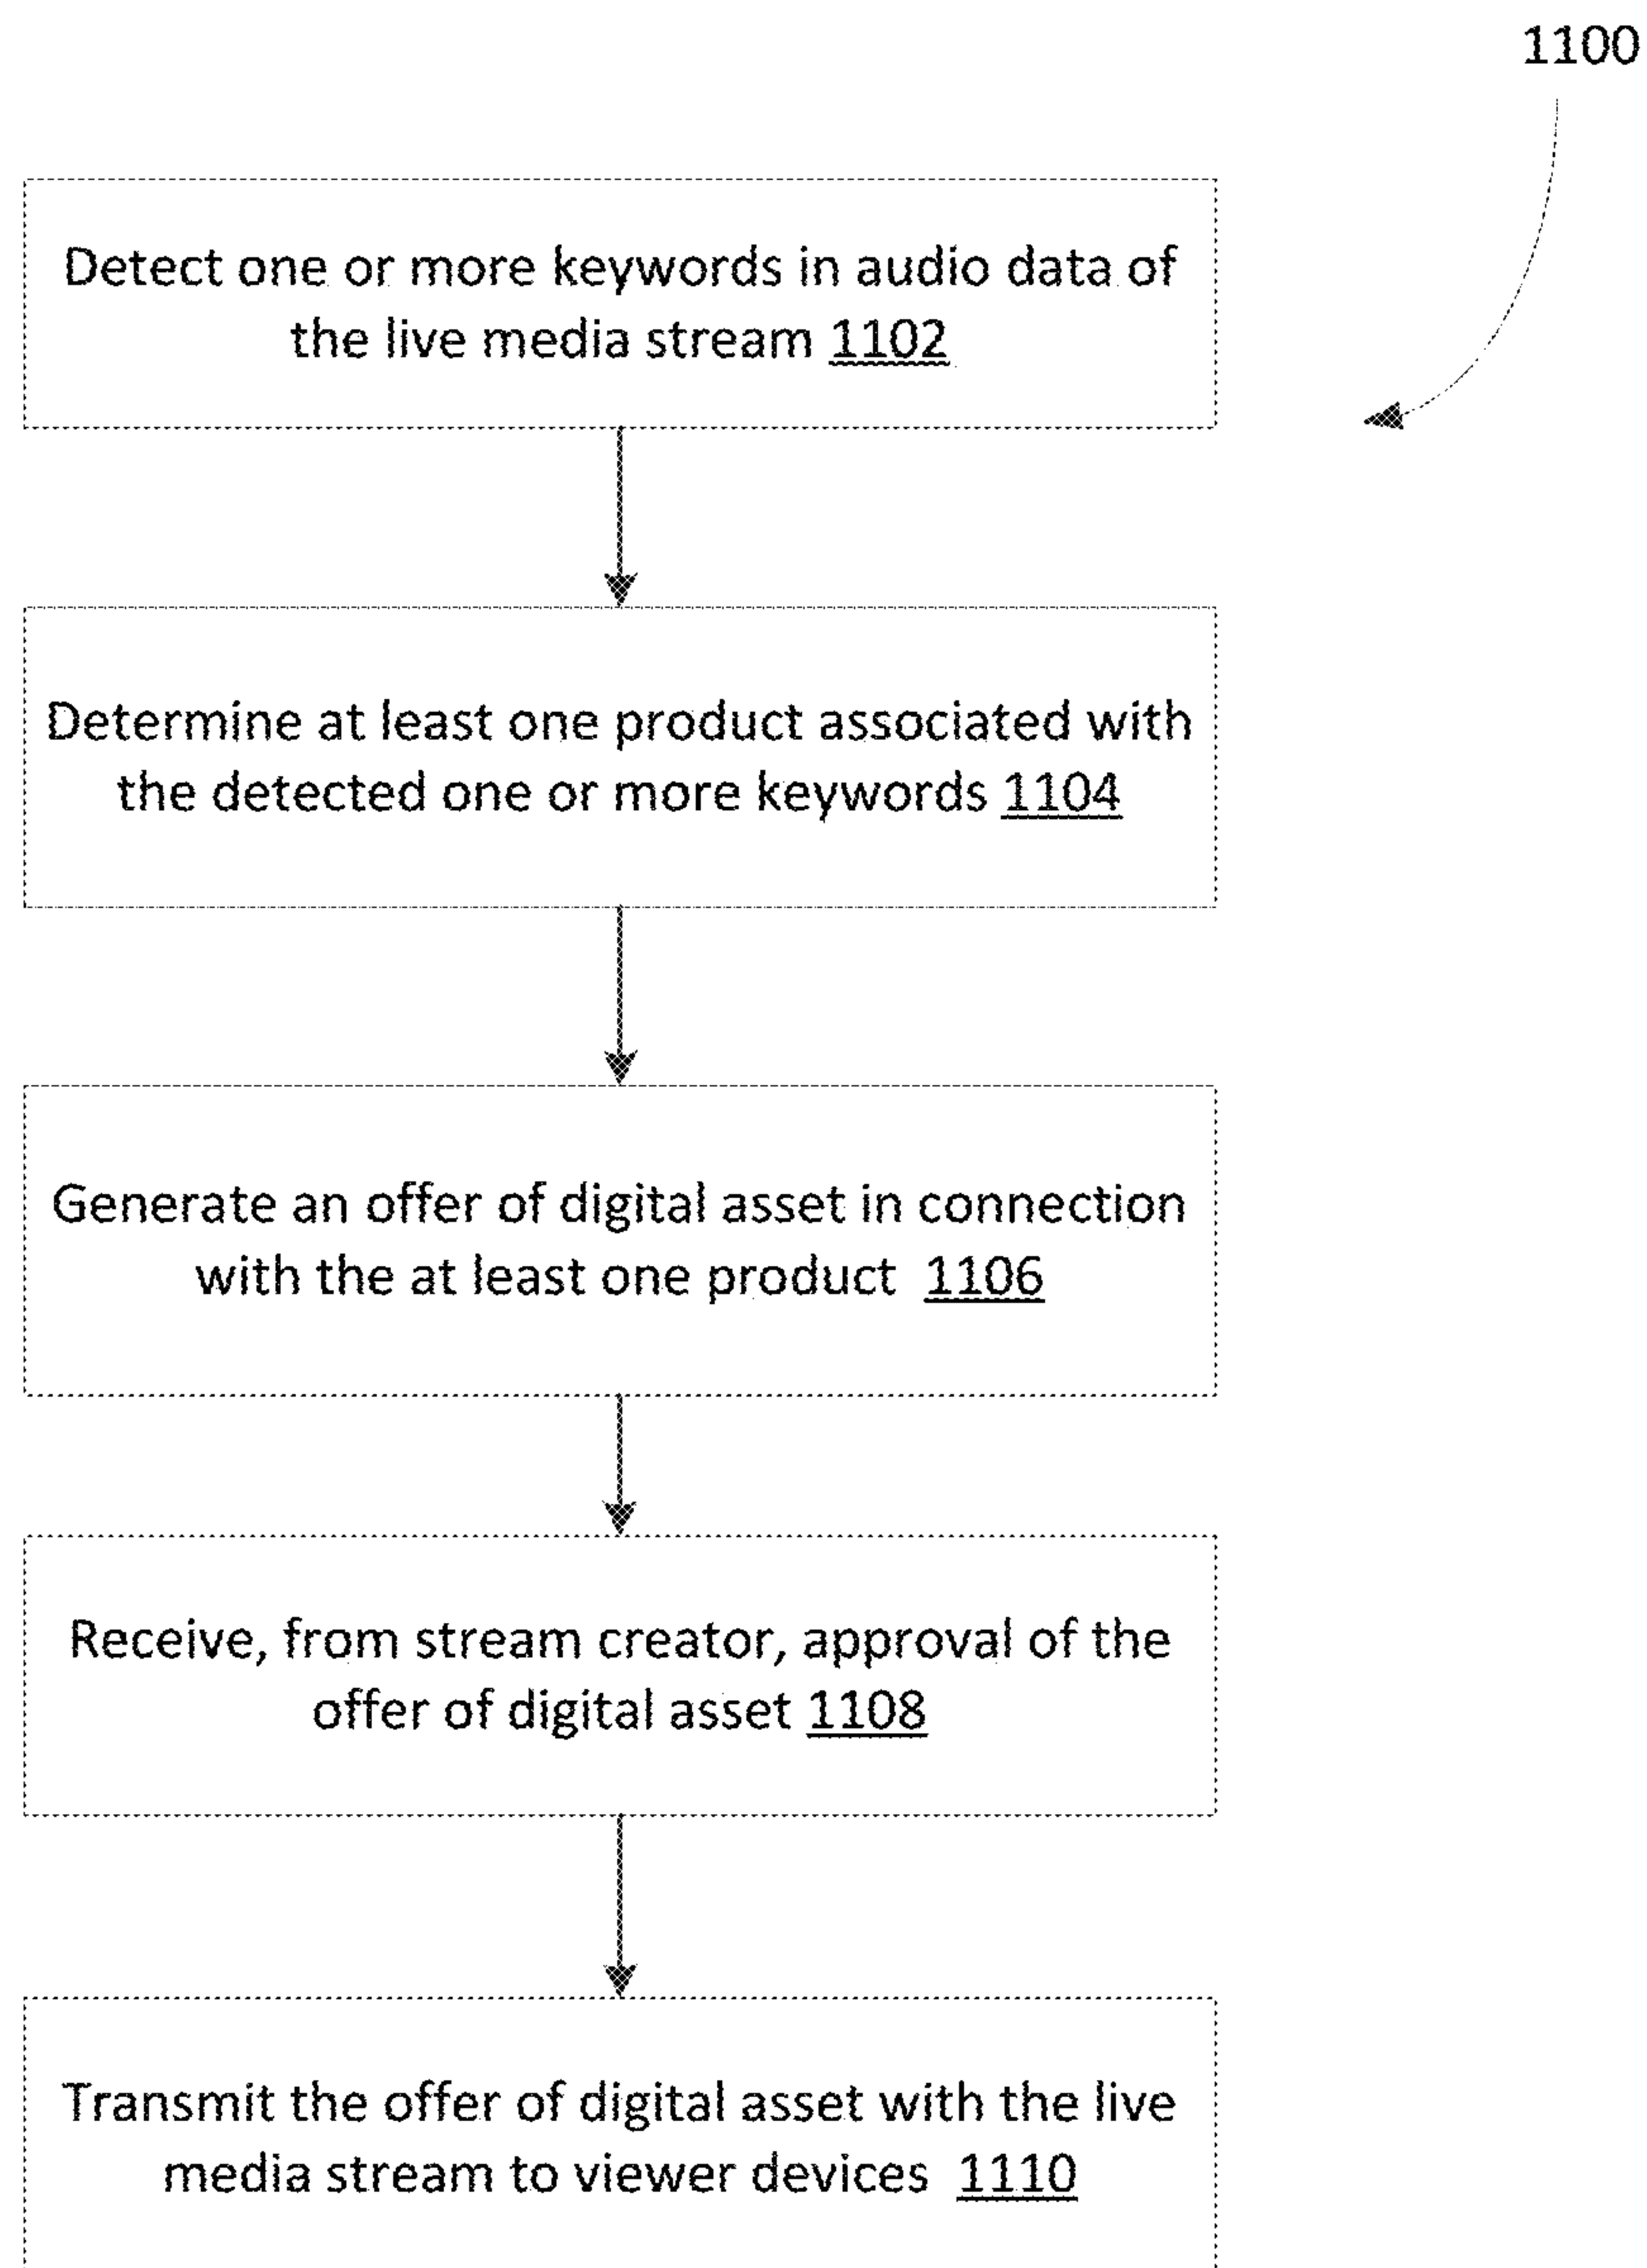 1100
Detect one or more keywords in audio data of
the live media stream 1102
Determine at least one product associated with
the detected one or more keywords 1104
Generate an offer of digital asset in connection
with the at least one product 1106
Receive, from stream creator, approval of the
offer of digital asset 1108
Transmit the offer of digital asset with the live
media stream to viewer devices 1110